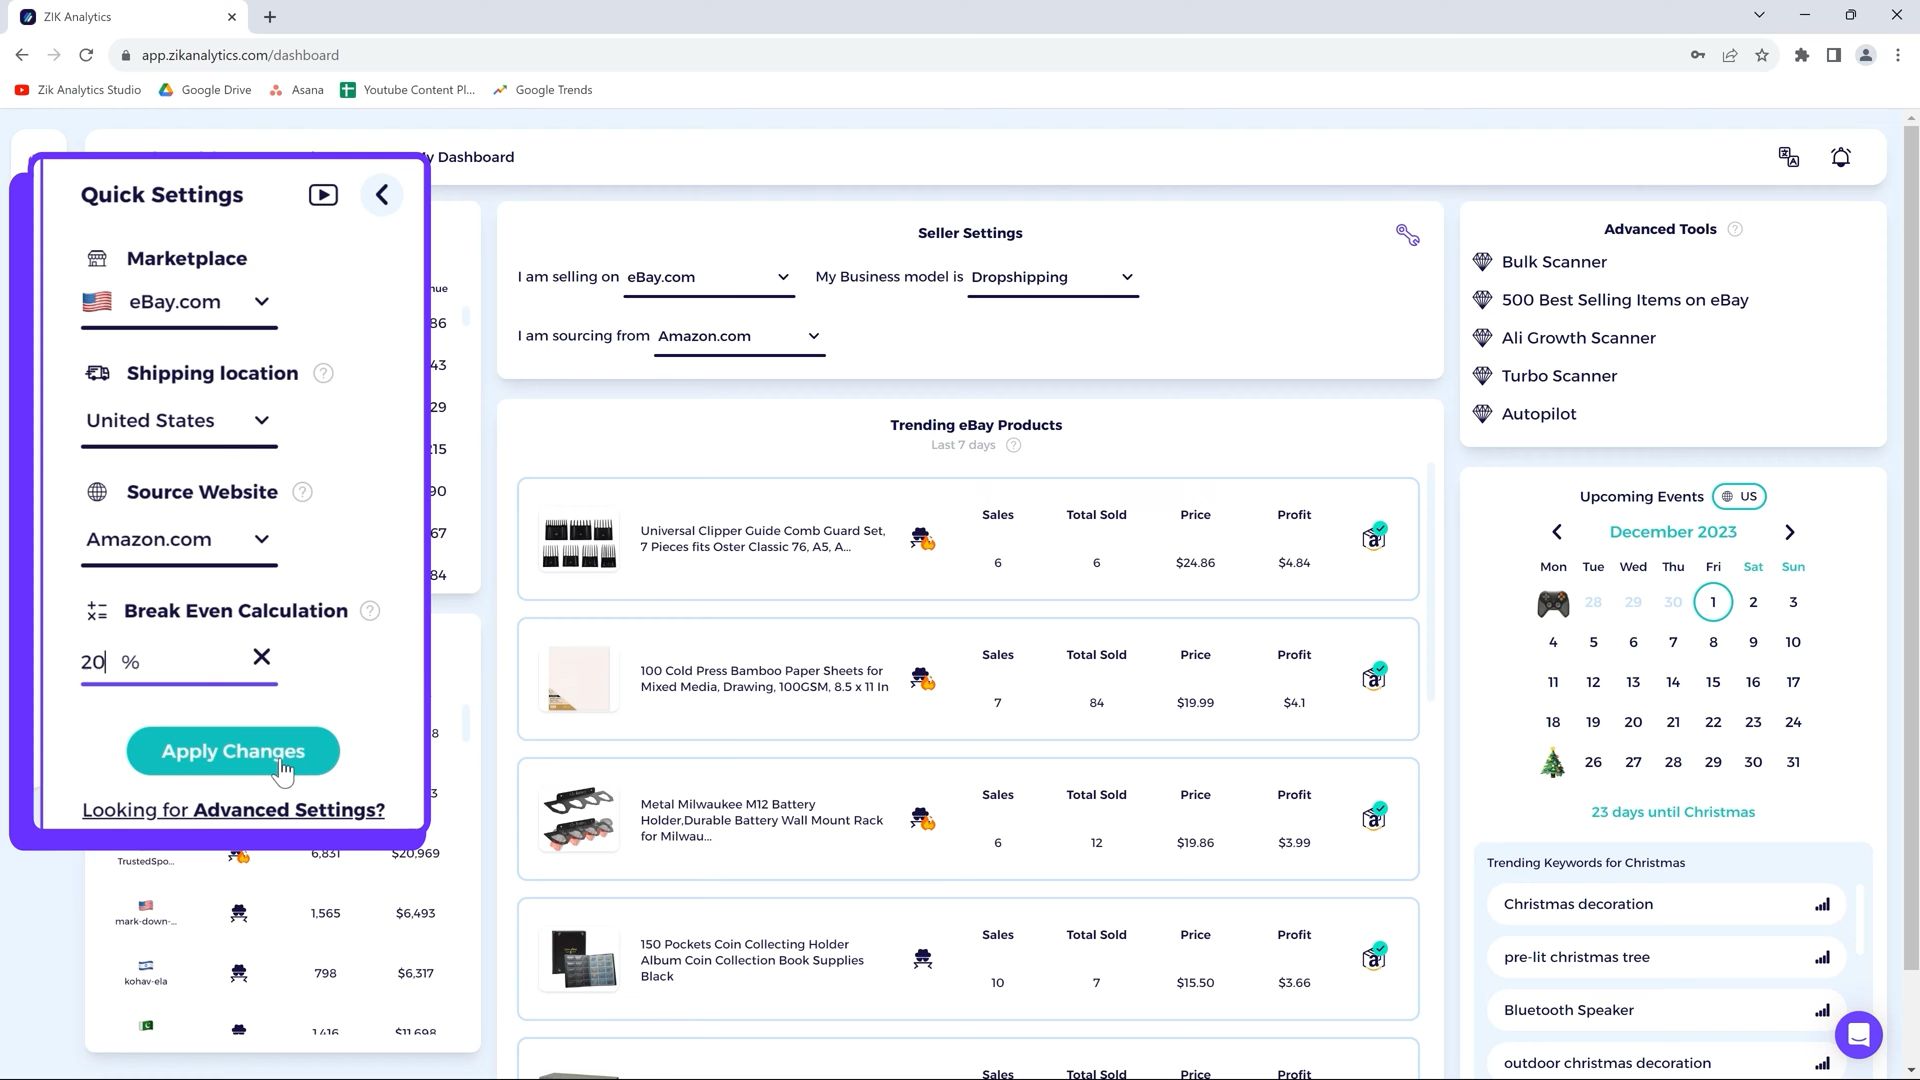 ZIK Analytics
app.zikanalytics.com/dashboard
Zik Analytics Studio
Google Drive
Asana
Youtube Content Pl...
Google Trends
y Dashboard
Quick Settings
Marketplace
eBay.com
Shipping location
United States
Source Website
Amazon.com
Break Even Calculation
20 %
Apply Changes
Looking for Advanced Settings?
nue
86
43
29
215
90
67
84
8
3
TrustedSpo...
6,831
$20,969
mark-down-...
1,565
$6,493
kohav-ela
798
$6,317
1,416
$11,698
Seller Settings
I am selling on eBay.com
My Business model is Dropshipping
I am sourcing from Amazon.com
Trending eBay Products
Last 7 days
Universal Clipper Guide Comb Guard Set,
7 Pieces fits Oster Classic 76, A5, A...
Sales Total Sold Price Profit
6 6 $24.86 $4.84
100 Cold Press Bamboo Paper Sheets for
Mixed Media, Drawing, 100GSM, 8.5 x 11 In
Sales Total Sold Price Profit
7 84 $19.99 $4.1
Metal Milwaukee M12 Battery
Holder,Durable Battery Wall Mount Rack
for Milwau...
Sales Total Sold Price Profit
6 12 $19.86 $3.99
150 Pockets Coin Collecting Holder
Album Coin Collection Book Supplies
Black
Sales Total Sold Price Profit
10 7 $15.50 $3.66
Sales Total Sold Price Profit
Advanced Tools
Bulk Scanner
500 Best Selling Items on eBay
Ali Growth Scanner
Turbo Scanner
Autopilot
Upcoming Events US
December 2023
Mon Tue Wed Thu Fri Sat Sun
28 29 30 1 2 3
4 5 6 7 8 9 10
11 12 13 14 15 16 17
18 19 20 21 22 23 24
26 27 28 29 30 31
23 days until Christmas
Trending Keywords for Christmas
Christmas decoration
pre-lit christmas tree
Bluetooth Speaker
outdoor christmas decoration